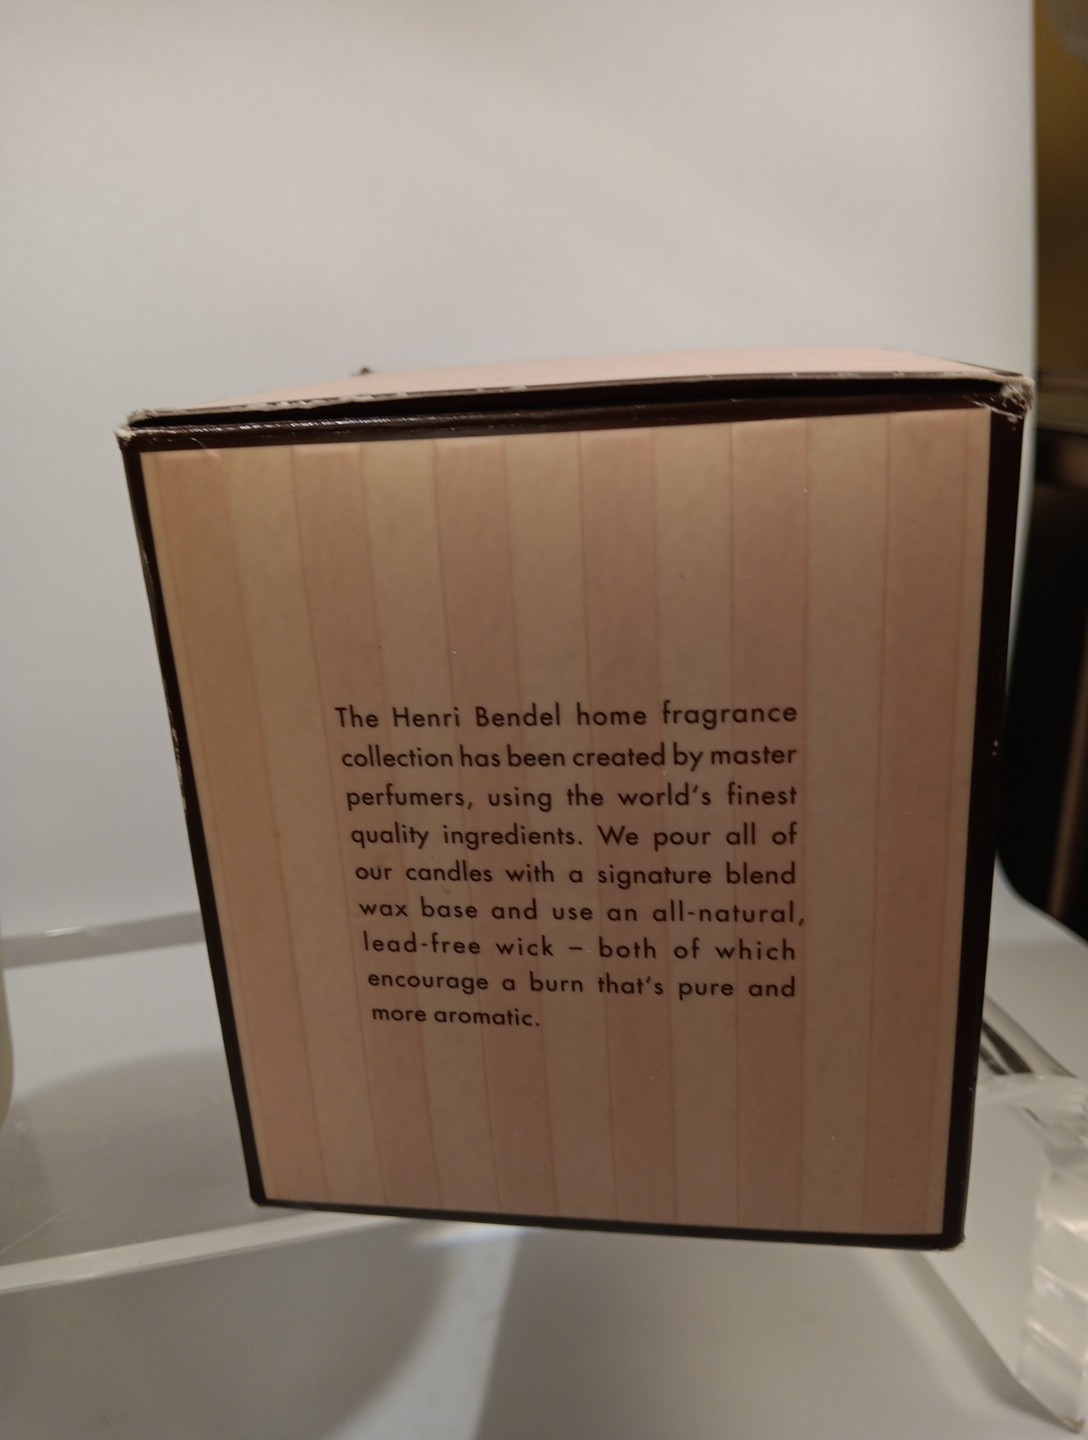 The Henri Bendel home fragrance
collection has been created by master
perfumers, using the world's finest
quality ingredients. We pour all of
our candles with a signature blend
wax base and use an all-natural,
lead-free wick – both of which
encourage a burn that's pure and
more aromatic.